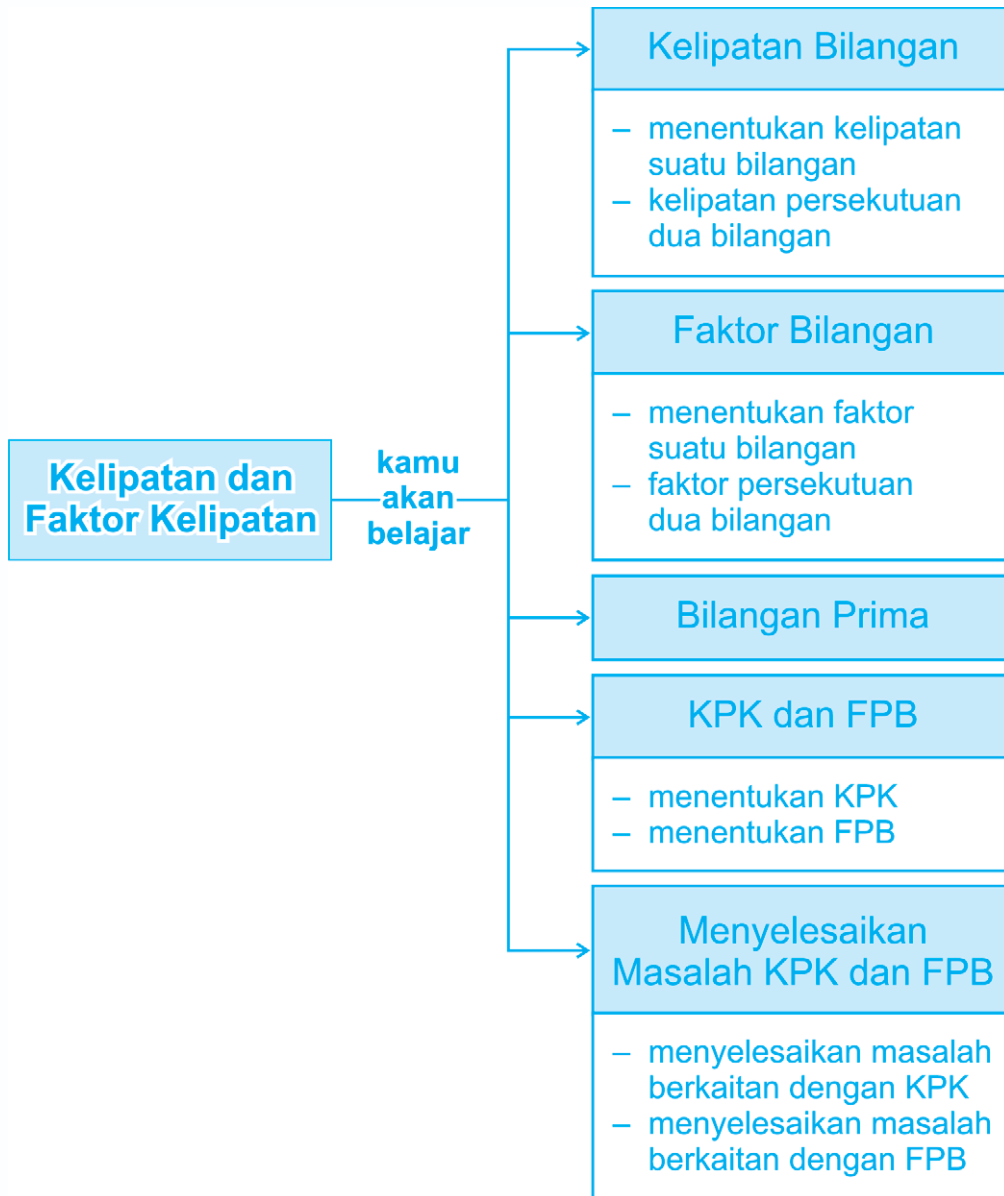 Kelipatan dan
Faktor Kelipatan
kamu
akan
belajar
Kelipatan Bilangan
– menentukan kelipatan
suatu bilangan
– kelipatan persekutuan
dua bilangan
Faktor Bilangan
– menentukan faktor
suatu bilangan
– faktor persekutuan
dua bilangan
Bilangan Prima
KPK dan FPB
– menentukan KPK
– menentukan FPB
Menyelesaikan
Masalah KPK dan FPB
– menyelesaikan masalah
berkaitan dengan KPK
– menyelesaikan masalah
berkaitan dengan FPB